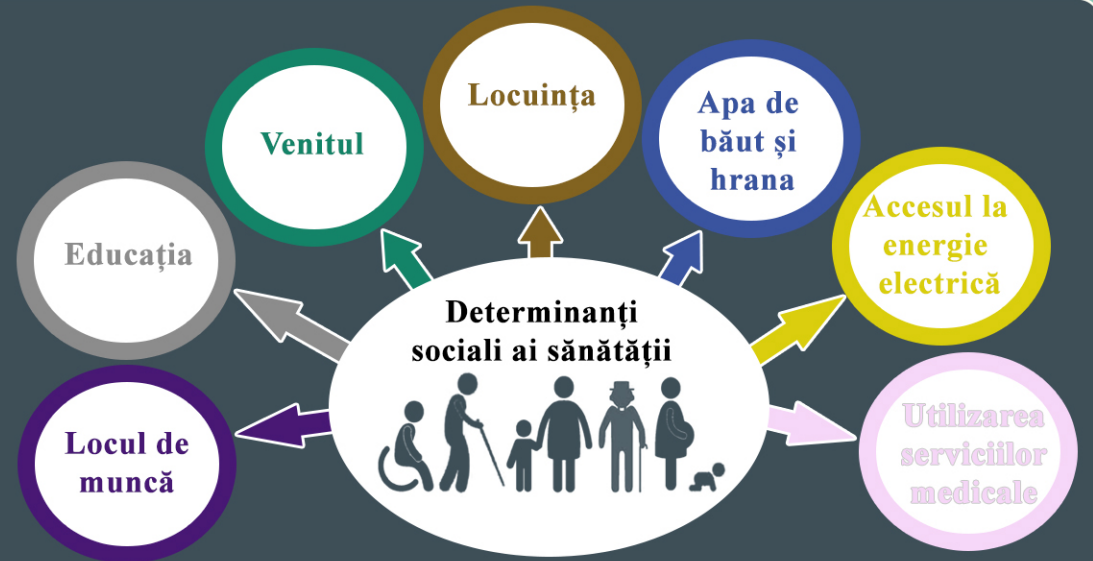 Locuința
Venitul
Apa de
băut și
hrana
Educația
Accesul la
energie
electrică
Determinanți
sociali ai sănătății
Locul de
muncă
Utilizarea
serviciilor
medicale